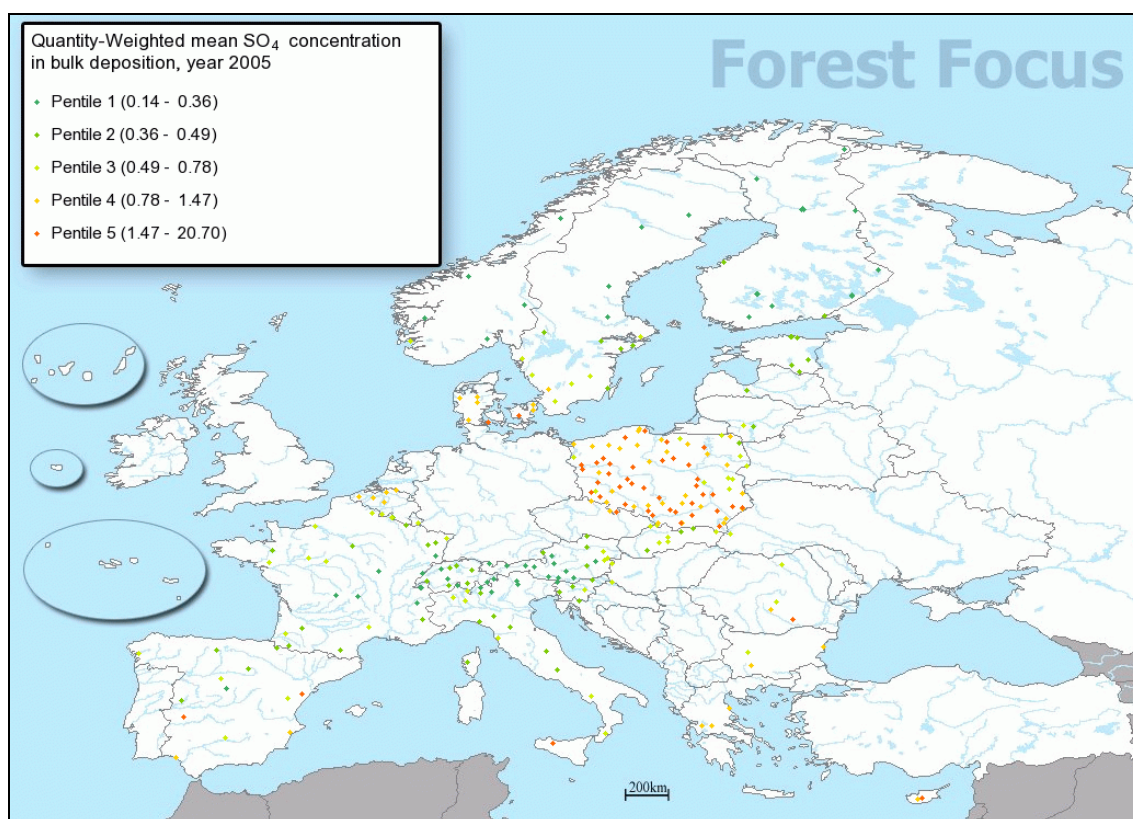 Quantity-Weighted mean SO4 concentration
in bulk deposition, year 2005
Pentile 1 (0.14 - 0.36)
Pentile 2 (0.36 - 0.49)
Pentile 3 (0.49 - 0.78)
Pentile 4 (0.78 - 1.47)
Pentile 5 (1.47 - 20.70)
Forest Focus
200km